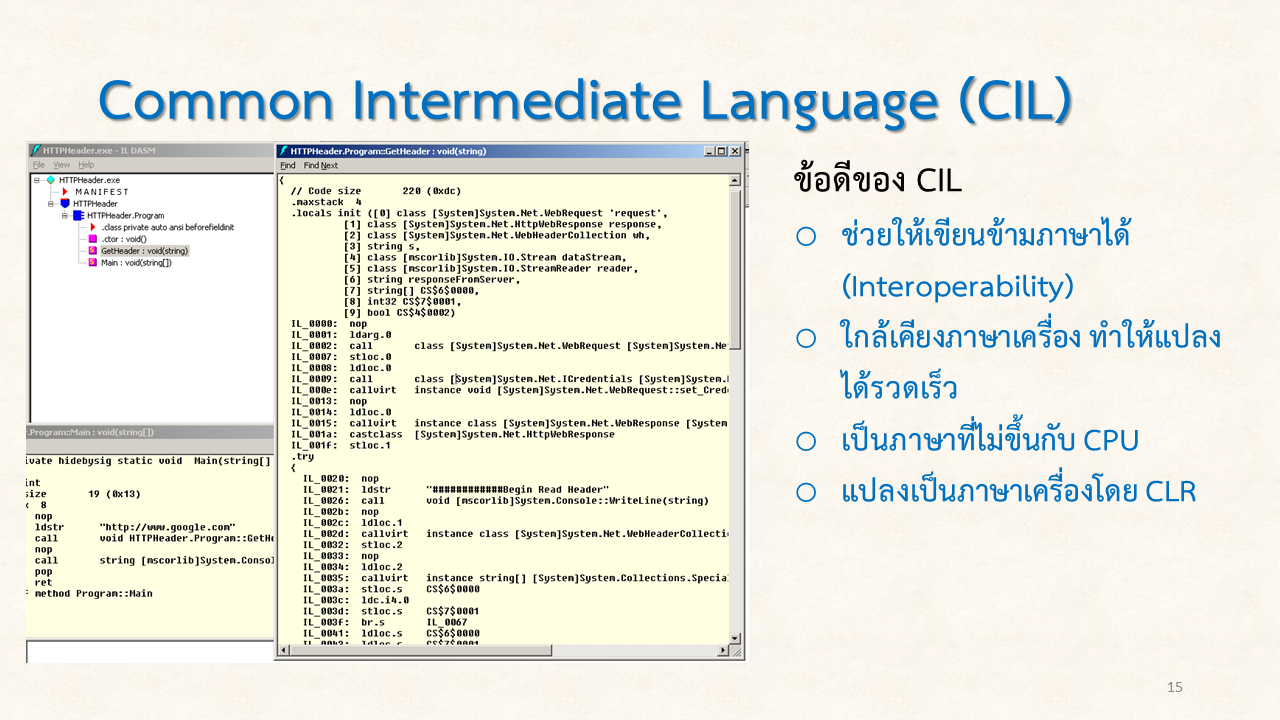 Common Intermediate Language (CIL)
HTTPHeader.exe - IL DASM
File View Help
HTTPHeader.exe
MANIFEST
HTTPHeader
HTTPHeader.Program
.class private auto ansi beforefieldinit
.ctor : void()
GetHeader : void(string)
Main : void(string[])
.Program::Main : void(string[])
ivate hidebysig static void Main(string[]
int
size 19 (0x13)
8
nop
ldstr "http://www.google.com"
call void HTTPHeader.Program::GetHe
nop
call string [mscorlib]System.Consol
pop
ret
method Program::Main
HTTPHeader.Program::GetHeader : void(string)
Find Find Next
{
// Code size 220 (0xdc)
.maxstack 4
.locals init ([0] class [System]System.Net.WebRequest 'request',
[1] class [System]System.Net.HttpWebResponse response,
[2] class [System]System.Net.WebHeaderCollection wh,
[3] string s,
[4] class [mscorlib]System.IO.Stream dataStream,
[5] class [mscorlib]System.IO.StreamReader reader,
[6] string responseFromServer,
[7] string[] CS$6$0000,
[8] int32 CS$7$0001,
[9] bool CS$4$0002)
IL_0000: nop
IL_0001: ldarg.0
IL_0002: call class [System]System.Net.WebRequest [System]System.Ne
IL_0007: stloc.0
IL_0008: ldloc.0
IL_0009: call class [System]System.Net.ICredentials [System]System.
IL_000e: callvirt instance void [System]System.Net.WebRequest::set_Cred
IL_0013: nop
IL_0014: ldloc.0
IL_0015: callvirt instance class [System]System.Net.WebResponse [System
IL_001a: castclass [System]System.Net.HttpWebResponse
IL_001f: stloc.1
.try
{
IL_0020: nop
IL_0021: ldstr "############Begin Read Header"
IL_0026: call void [mscorlib]System.Console::WriteLine(string)
IL_002b: nop
IL_002c: ldloc.1
IL_002d: callvirt instance class [System]System.Net.WebHeaderCollecti
IL_0032: stloc.2
IL_0033: nop
IL_0034: ldloc.2
IL_0035: callvirt instance string[] [System]System.Collections.Specia
IL_003a: stloc.s CS$6$0000
IL_003c: ldc.i4.0
IL_003d: stloc.s CS$7$0001
IL_003f: br.s IL_0067
IL_0041: ldloc.s CS$6$0000
IL_0043: ldloc.s CS$7$0001
ข้อดีของ CIL
ช่วยให้เขียนข้ามภาษาได้
(Interoperability)
ใกล้เคียงภาษาเครื่อง ทำให้แปลง
ได้รวดเร็ว
เป็นภาษาที่ไม่ขึ้นกับ CPU
แปลงเป็นภาษาเครื่องโดย CLR
15